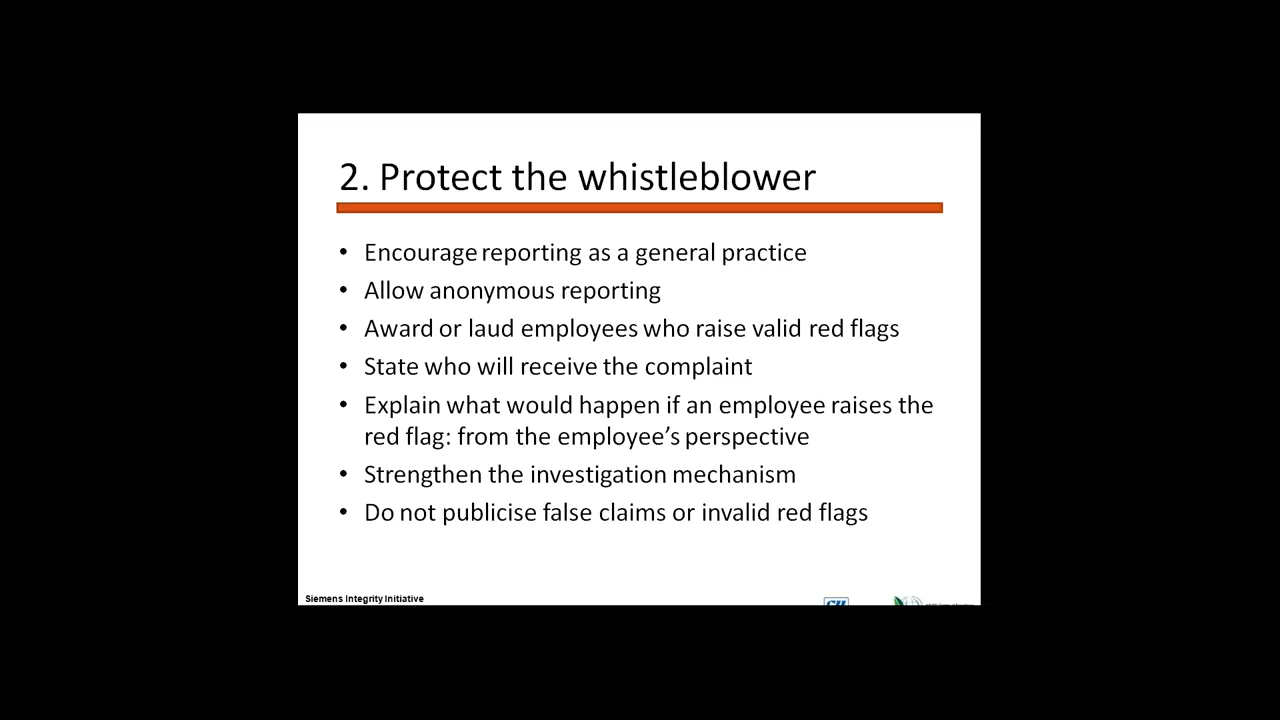 2. Protect the whistleblower
• Encourage reporting as a general practice
• Allow anonymous reporting
• Award or laud employees who raise valid red flags
• State who will receive the complaint
• Explain what would happen if an employee raises the
red flag: from the employee’s perspective
• Strengthen the investigation mechanism
• Do not publicise false claims or invalid red flags
Siemens Integrity Initiative